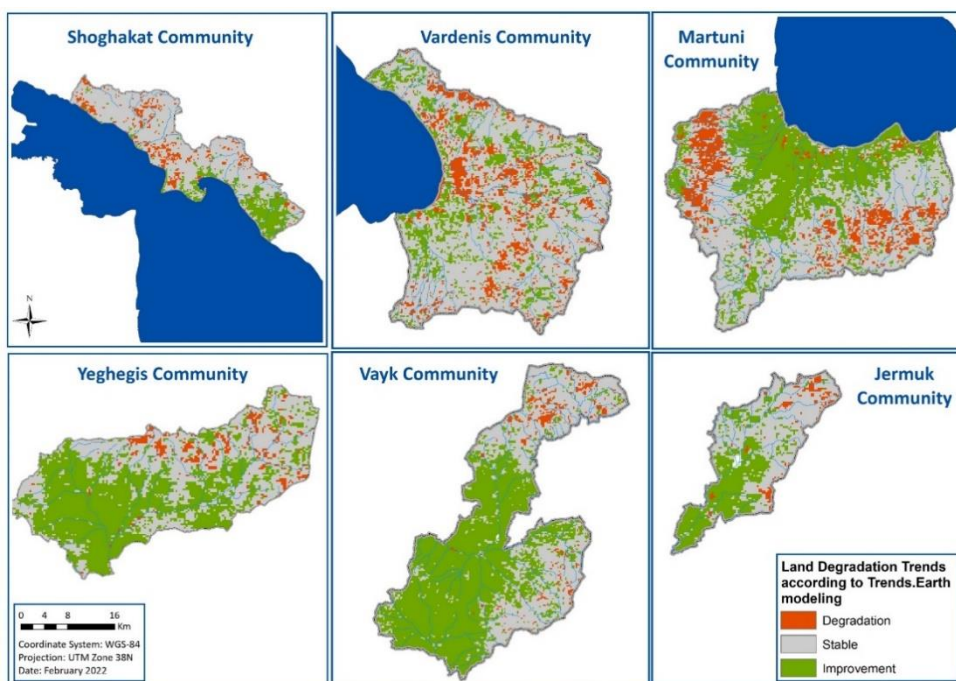 Shoghakat Community
Vardenis Community
Martuni
Community
N
Yeghegis Community
Vayk Community
Jermuk
Community
0 4 8 16
Km
Coordinate System: WGS-84
Projection: UTM Zone 38N
Date: February 2022
Land Degradation Trends
according to Trends.Earth
modeling
Degradation
Stable
Improvement